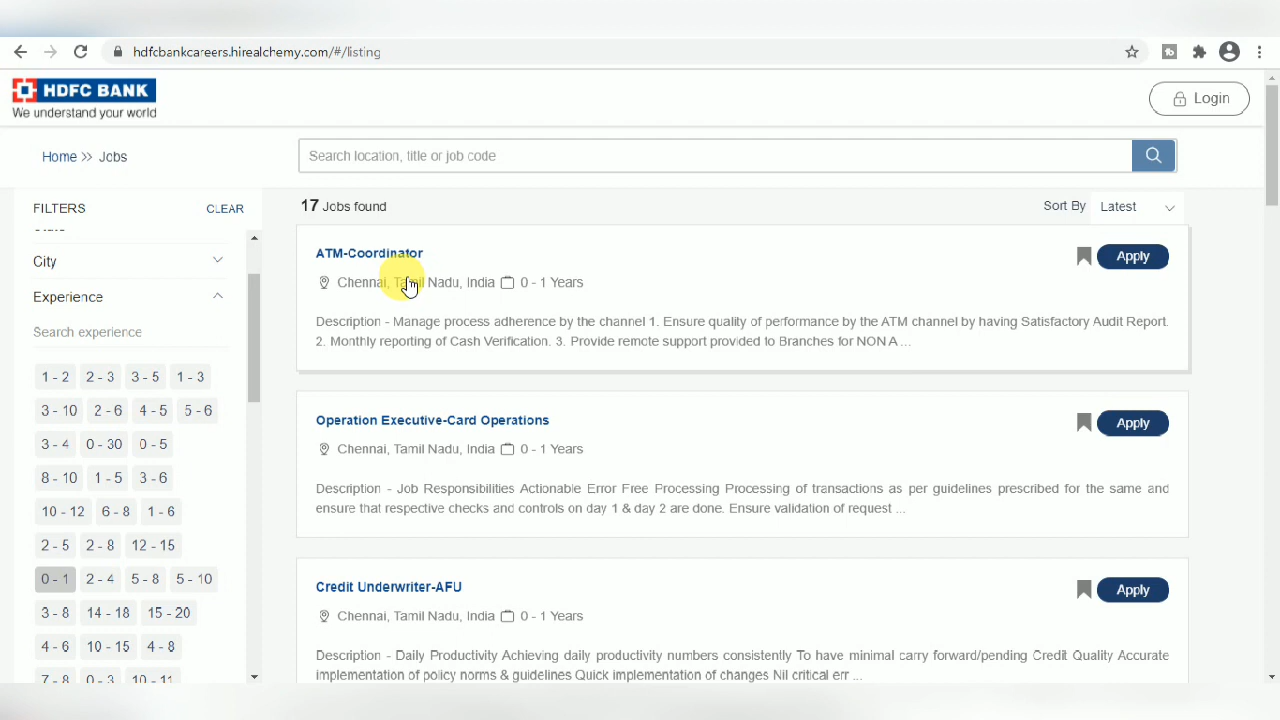 hdfcbankcareers.hirealchemy.com/#/listing
HDFC BANK
We understand your world
Login
Home >> Jobs
Search location, title or job code
FILTERS
CLEAR
17 Jobs found
Sort By Latest
City
Experience
Search experience
1 - 2 2 - 3 3 - 5 1 - 3
3 - 10 2 - 6 4 - 5 5 - 6
3 - 4 0 - 30 0 - 5
8 - 10 1 - 5 3 - 6
10 - 12 6 - 8 1 - 6
2 - 5 2 - 8 12 - 15
0 - 1 2 - 4 5 - 8 5 - 10
3 - 8 14 - 18 15 - 20
4 - 6 10 - 15 4 - 8
7 - 8 0 - 3 10 - 11
ATM-Coordinator
Apply
Chennai, Tamil Nadu, India 0 - 1 Years
Description - Manage process adherence by the channel 1. Ensure quality of performance by the ATM channel by having Satisfactory Audit Report.
2. Monthly reporting of Cash Verification. 3. Provide remote support provided to Branches for NON A ...
Operation Executive-Card Operations
Apply
Chennai, Tamil Nadu, India 0 - 1 Years
Description - Job Responsibilities Actionable Error Free Processing Processing of transactions as per guidelines prescribed for the same and
ensure that respective checks and controls on day 1 & day 2 are done. Ensure validation of request ...
Credit Underwriter-AFU
Apply
Chennai, Tamil Nadu, India 0 - 1 Years
Description - Daily Productivity Achieving daily productivity numbers consistently To have minimal carry forward/pending Credit Quality Accurate
implementation of policy norms & guidelines Quick implementation of changes Nil critical err ...